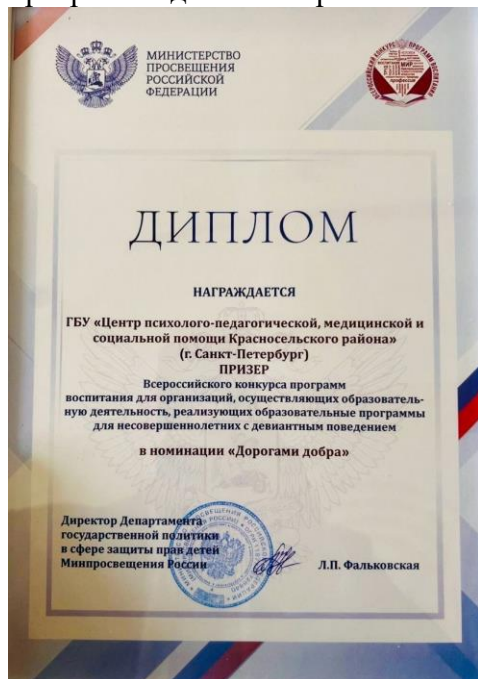 МИНИСТЕРСТВО
ПРОСВЕЩЕНИЯ
РОССИЙСКОЙ
ФЕДЕРАЦИИ
ДИПЛОМ
НАГРАЖДАЕТСЯ
ГБУ «Центр психолого-педагогической, медицинской и
социальной помощи Красносельского района»
(г. Санкт-Петербург)
ПРИЗЕР
Всероссийского конкурса программ
воспитания для организаций, осуществляющих образователь-
ную деятельность, реализующих образовательные программы
для несовершеннолетних с девиантным поведением
в номинации «Дорогами добра»
Директор Департамента
государственной политики
в сфере защиты прав детей
Минпросвещения России
Л.П. Фальковская